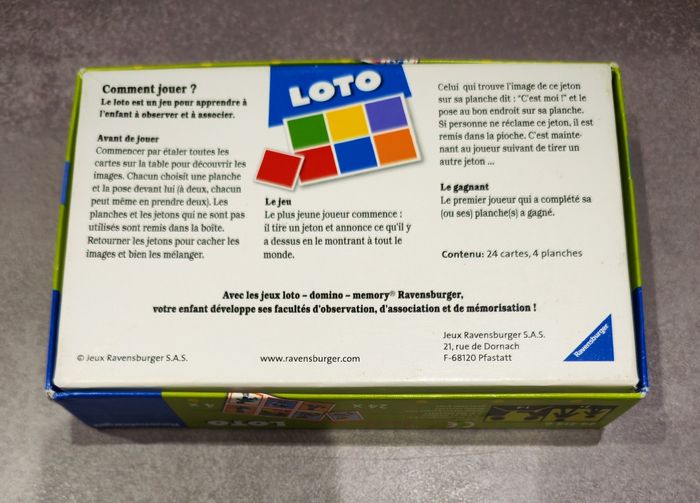 Comment jouer ?
Le loto est un jeu pour apprendre à
l'enfant à observer et à associer.
Avant de jouer
Commencer par étaler toutes les
cartes sur la table pour découvrir les
images. Chacun choisit une planche
et la pose devant lui (à deux, chacun
peut même en prendre deux). Les
planches et les jetons qui ne sont pas
utilisés sont remis dans la boîte.
Retourner les jetons pour cacher les
images et bien les mélanger.
LOTO
Le jeu
Le plus jeune joueur commence :
il tire un jeton et annonce ce qu'il y
a dessus en le montrant à tout le
monde.
Celui qui trouve l'image de ce jeton
sur sa planche dit : "C'est moi !" et le
pose au bon endroit sur sa planche.
Si personne ne réclame ce jeton, il est
remis dans la pioche. C'est mainte-
nant au joueur suivant de tirer un
autre jeton ...
Le gagnant
Le premier joueur qui a complété sa
(ou ses) planche(s) a gagné.
Contenu: 24 cartes, 4 planches
Avec les jeux loto – domino – memory® Ravensburger,
votre enfant développe ses facultés d'observation, d'association et de mémorisation !
© Jeux Ravensburger S.A.S.
www.ravensburger.com
Jeux Ravensburger S.A.S.
21, rue de Dornach
F-68120 Pfastatt
Ravensburger
Ravensburger
24 x
4 x
CE